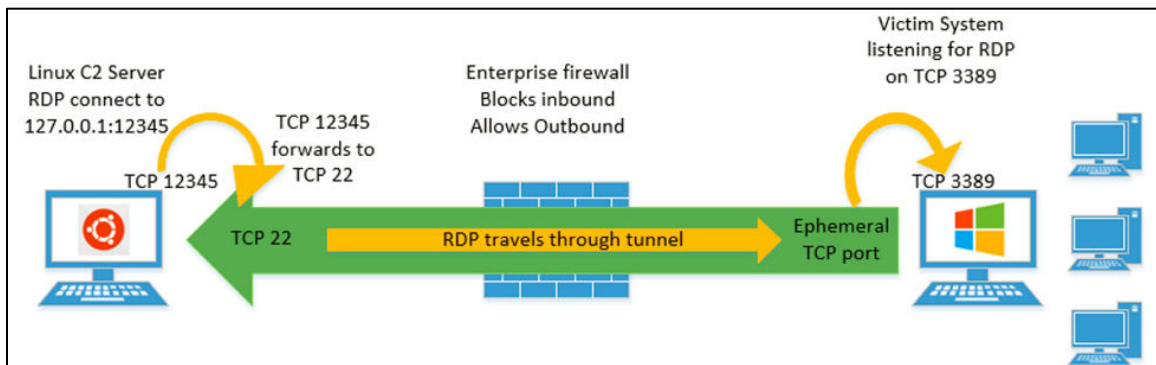 Linux C2 Server
RDP connect to
127.0.0.1:12345
TCP 12345
forwards to
TCP 22
TCP 12345
TCP 22
Enterprise firewall
Blocks inbound
Allows Outbound
RDP travels through tunnel
Victim System
listening for RDP
on TCP 3389
Ephemeral
TCP port
TCP 3389